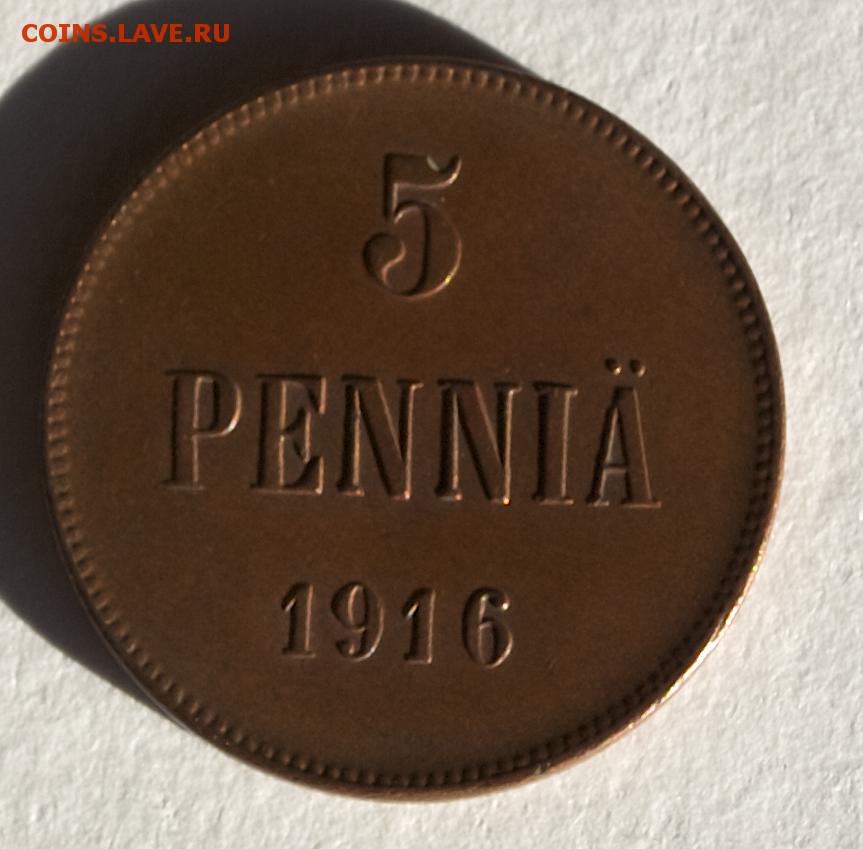 COINS.LAVE.RU
5
PENNIÄ
1916